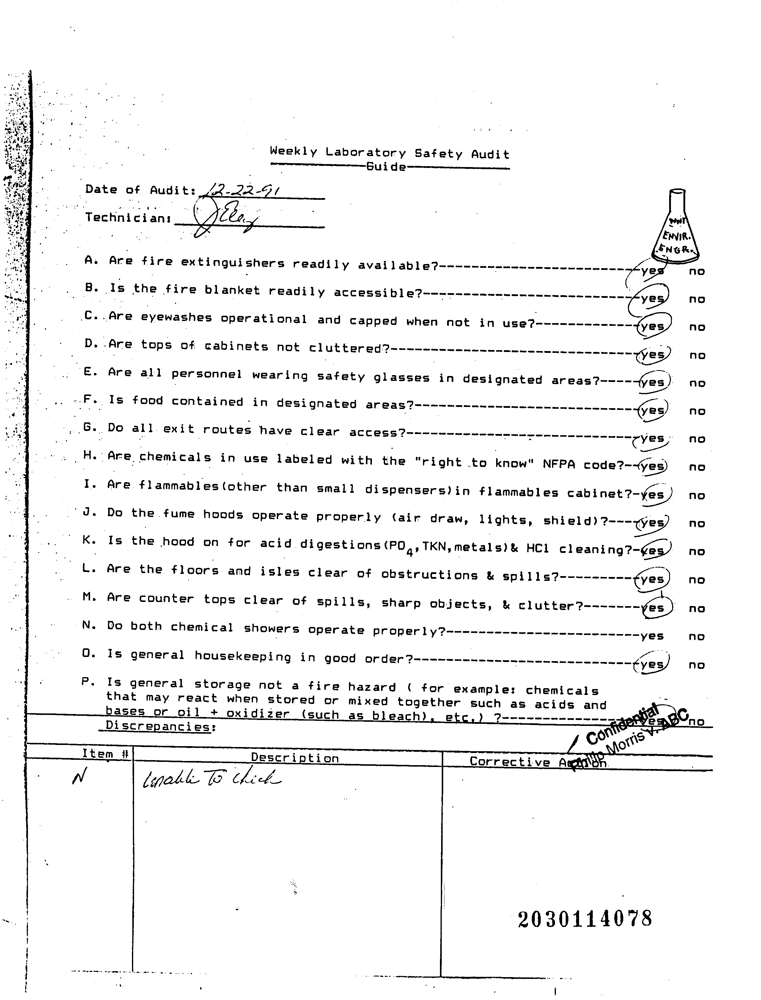 Weekly Laboratory Safety Audit
Guide
Date of Audit: 12-22-91
Technician:
ENVIR.
ENGR.
A. Are fire extinguishers readily available?---------------------------yes no
B. Is the fire blanket readily accessible?-----------------------------yes no
C. Are eyewashes operational and capped when not in use?-------------yes no
D. Are tops of cabinets not cluttered?---------------------------------yes no
E. Are all personnel wearing safety glasses in designated areas?-----yes no
F. Is food contained in designated areas?------------------------------yes no
G. Do all exit routes have clear access?-------------------------------yes no
H. Are chemicals in use labeled with the "right to know" NFPA code?--yes no
I. Are flammables(other than small dispensers)in flammables cabinet?-yes no
J. Do the fume hoods operate properly (air draw, lights, shield)?----yes no
K. Is the hood on for acid digestions(PO4,TKN,metals)& HCl cleaning?-yes no
L. Are the floors and isles clear of obstructions & spills?----------yes no
M. Are counter tops clear of spills, sharp objects, & clutter?-------yes no
N. Do both chemical showers operate properly?--------------------------yes no
O. Is general housekeeping in good order?------------------------------yes no
P. Is general storage not a fire hazard ( for example: chemicals
that may react when stored or mixed together such as acids and
bases or oil + oxidizer (such as bleach), etc.) ?----------------yes no
Confidential
Philip Morris v. ABC
Discrepancies:
Item # Description Corrective Action
N Unable To check
2030114078